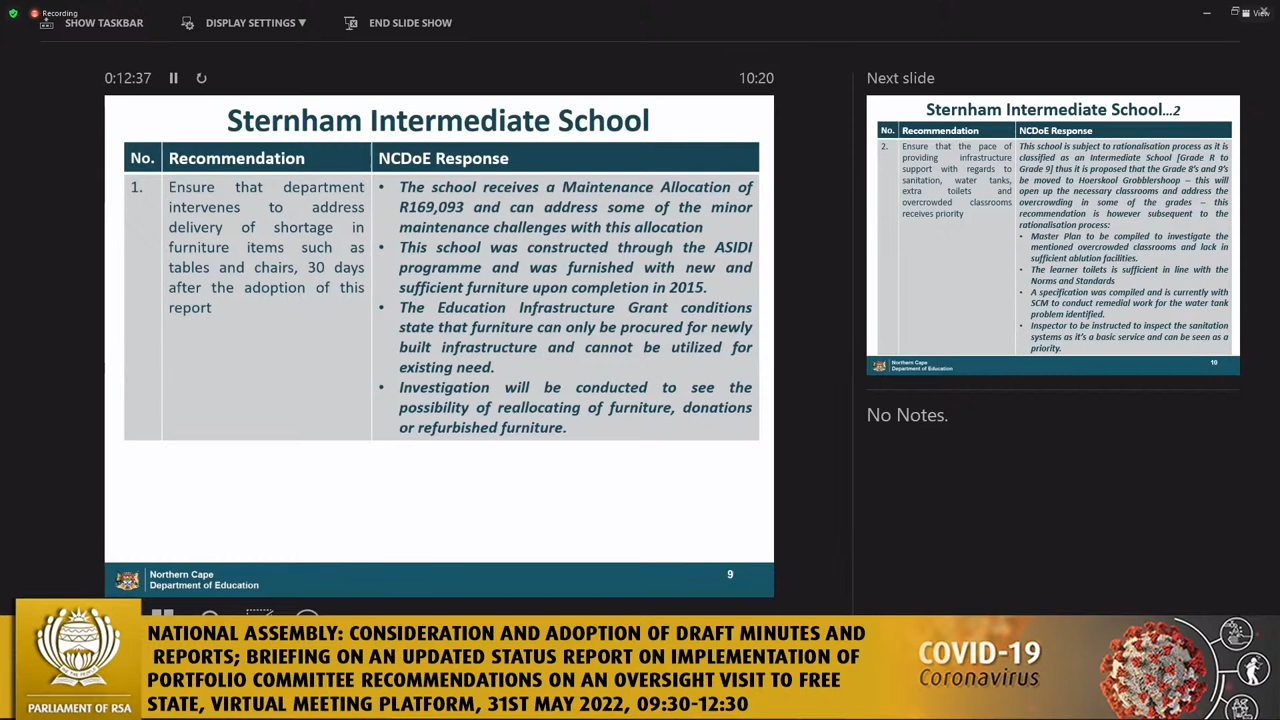 Recording
SHOW TASKBAR
DISPLAY SETTINGS ▼
END SLIDE SHOW
View
0:12:37
10:20
Sternham Intermediate School
No.
Recommendation
NCDoE Response
1.
Ensure that department
intervenes to address
delivery of shortage in
furniture items such as
tables and chairs, 30 days
after the adoption of this
report
• The school receives a Maintenance Allocation of
R169,093 and can address some of the minor
maintenance challenges with this allocation
• This school was constructed through the ASIDI
programme and was furnished with new and
sufficient furniture upon completion in 2015.
• The Education Infrastructure Grant conditions
state that furniture can only be procured for newly
built infrastructure and cannot be utilized for
existing need.
• Investigation will be conducted to see the
possibility of reallocating of furniture, donations
or refurbished furniture.
Northern Cape
Department of Education
9
Next slide
Sternham Intermediate School...2
No.
Recommendation
NCDoE Response
2.
Ensure that the pace of
providing infrastructure
support with regards to
sanitation, water tanks,
extra toilets and
overcrowded classrooms
receives priority
This school is subject to rationalisation process as it is
classified as an Intermediate School [Grade R to
Grade 9] thus it is proposed that the Grade 8's and 9's
be moved to Hoerskool Grobblershoop – this will
open up the necessary classrooms and address the
overcrowding in some of the grades – this
recommendation is however subsequent to the
rationalisation process:
• Master Plan to be compiled to investigate the
mentioned overcrowded classrooms and lack in
sufficient ablution facilities.
• The learner toilets is sufficient in line with the
Norms and Standards
• A specification was compiled and is currently with
SCM to conduct remedial work for the water tank
problem identified.
• Inspector to be instructed to inspect the sanitation
systems as it's a basic service and can be seen as a
priority.
Northern Cape
Department of Education
10
No Notes.
PARLIAMENT OF RSA
NATIONAL ASSEMBLY: CONSIDERATION AND ADOPTION OF DRAFT MINUTES AND
REPORTS; BRIEFING ON AN UPDATED STATUS REPORT ON IMPLEMENTATION OF
PORTFOLIO COMMITTEE RECOMMENDATIONS ON AN OVERSIGHT VISIT TO FREE
STATE, VIRTUAL MEETING PLATFORM, 31ST MAY 2022, 09:30-12:30
COVID-19
Coronavirus